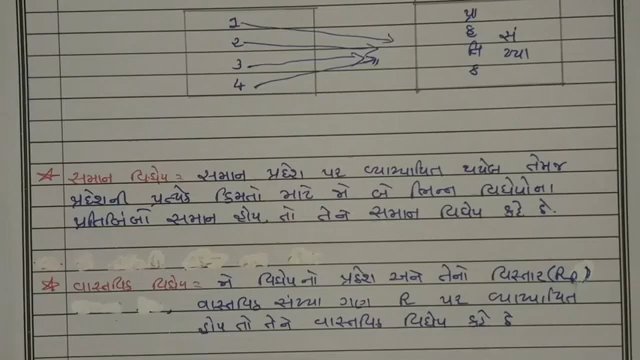 1 પ્રા
2 દે સં
3 શિ ખ્યા
4 ક
* સમાન વિધેય = સમાન પ્રદેશ પર વ્યાખ્યાયિત થયેલ તેમજ
પ્રદેશની પ્રત્યેક કિંમતો માટે જો બે ભિન્ન વિધેયોના
પ્રતિબિંબો સમાન હોય તો તેને સમાન વિધેય કહે છે.
* વાસ્તવિક વિધેય = જે વિધેયનો પ્રદેશ અને તેનો વિસ્તાર (Rf)
વાસ્તવિક સંખ્યા ગણ R પર વ્યાખ્યાયિત
હોય તો તેને વાસ્તવિક વિધેય કહે છે